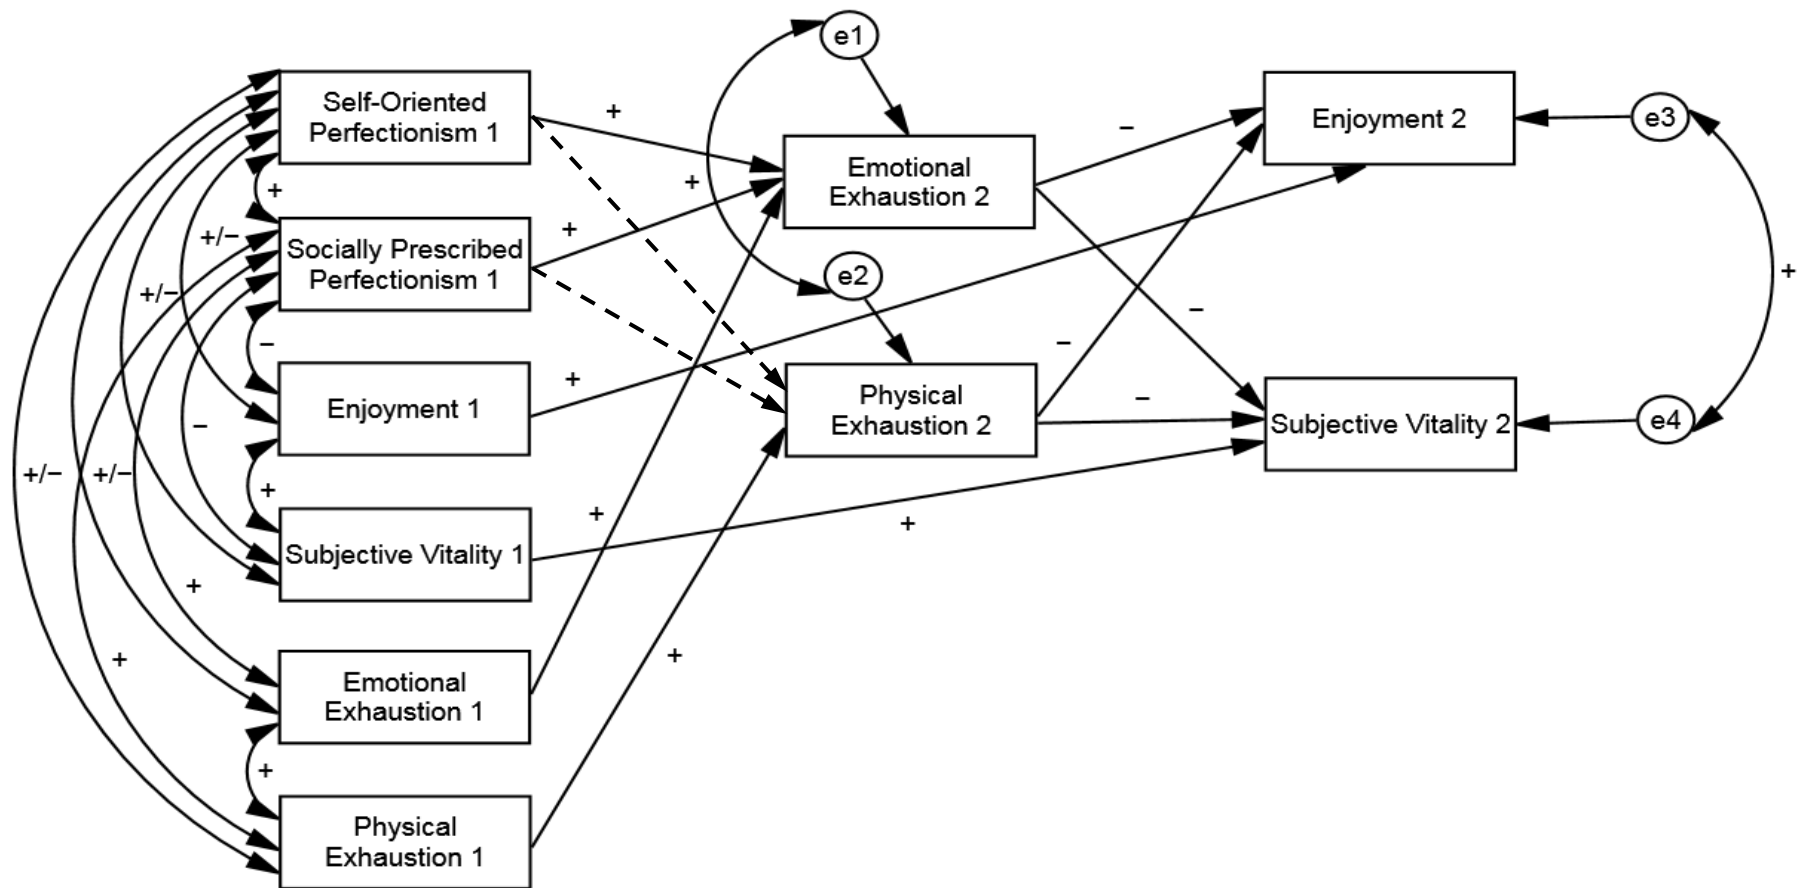 e1
Self-Oriented
Perfectionism 1
+
Enjoyment 2
e3
−
Emotional
Exhaustion 2
+
+
+
+/−
+
Socially Prescribed
Perfectionism 1
e2
+
+/−
−
−
−
+
Enjoyment 1
Physical
Exhaustion 2
−
Subjective Vitality 2
e4
−
+/−
+/−
+
+
+
Subjective Vitality 1
+
+
+
Emotional
Exhaustion 1
+
Physical
Exhaustion 1